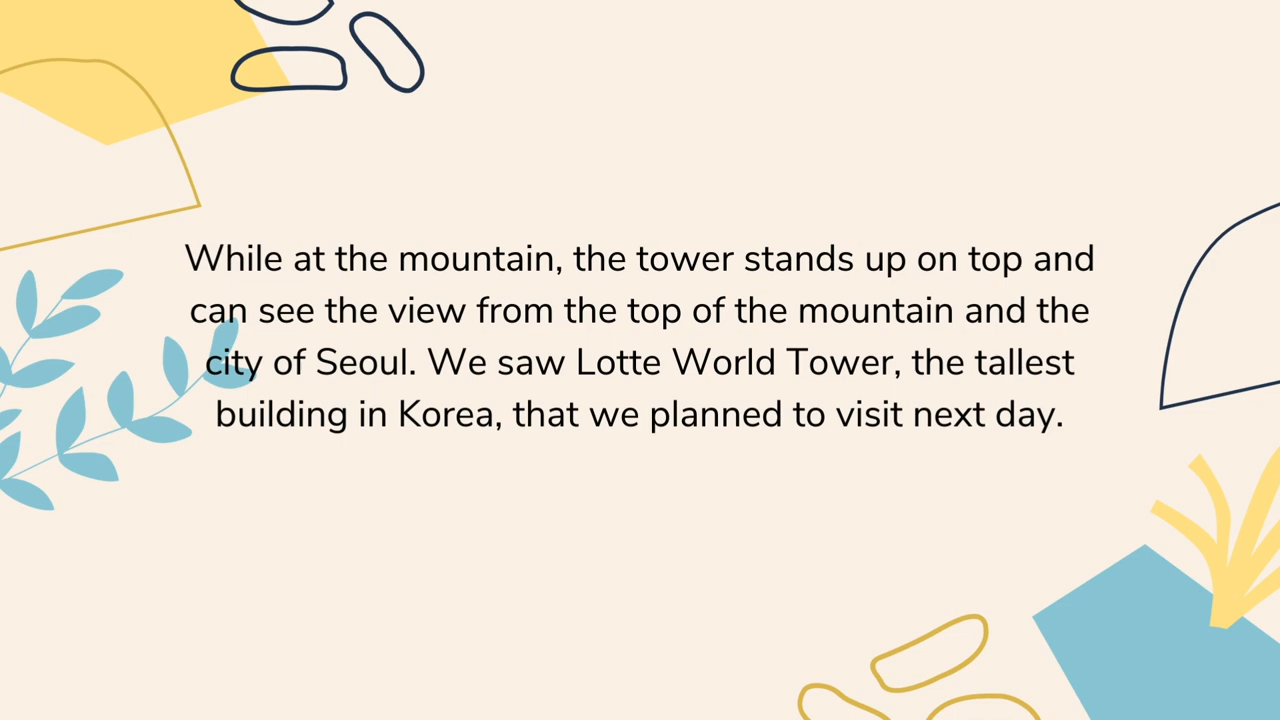 While at the mountain, the tower stands up on top and
can see the view from the top of the mountain and the
city of Seoul. We saw Lotte World Tower, the tallest
building in Korea, that we planned to visit next day.